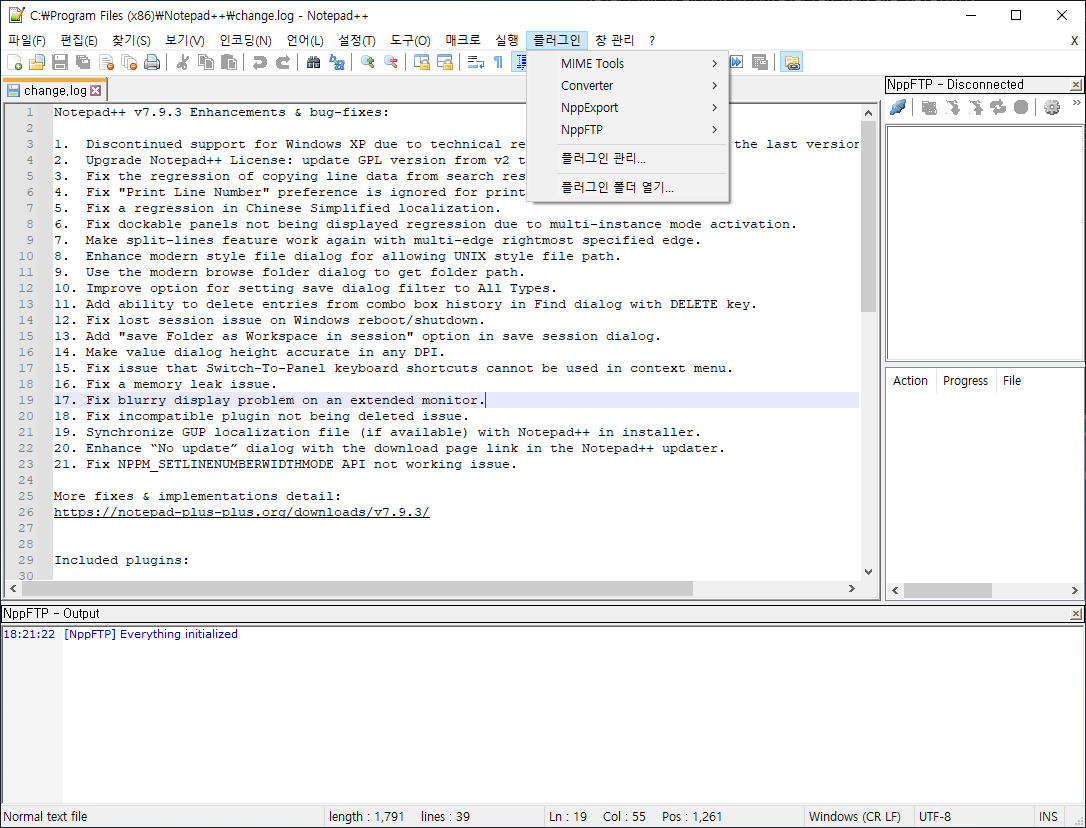 C:₩Program Files (x86)₩Notepad++₩change.log - Notepad++
파일(F) 편집(E) 찾기(S) 보기(V) 인코딩(N) 언어(L) 설정(T) 도구(O) 매크로 실행 플러그인 창 관리 ? X
MIME Tools
Converter
NppExport
NppFTP
플러그인 관리...
플러그인 폴더 열기...
change.log
1 Notepad++ v7.9.3 Enhancements & bug-fixes:
2
3 1. Discontinued support for Windows XP due to technical re the last version
4 2. Upgrade Notepad++ License: update GPL version from v2 t
5 3. Fix the regression of copying line data from search res
6 4. Fix "Print Line Number" preference is ignored for print
7 5. Fix a regression in Chinese Simplified localization.
8 6. Fix dockable panels not being displayed regression due to multi-instance mode activation.
9 7. Make split-lines feature work again with multi-edge rightmost specified edge.
10 8. Enhance modern style file dialog for allowing UNIX style file path.
11 9. Use the modern browse folder dialog to get folder path.
12 10. Improve option for setting save dialog filter to All Types.
13 11. Add ability to delete entries from combo box history in Find dialog with DELETE key.
14 12. Fix lost session issue on Windows reboot/shutdown.
15 13. Add "save Folder as Workspace in session" option in save session dialog.
16 14. Make value dialog height accurate in any DPI.
17 15. Fix issue that Switch-To-Panel keyboard shortcuts cannot be used in context menu.
18 16. Fix a memory leak issue.
19 17. Fix blurry display problem on an extended monitor.
20 18. Fix incompatible plugin not being deleted issue.
21 19. Synchronize GUP localization file (if available) with Notepad++ in installer.
22 20. Enhance “No update” dialog with the download page link in the Notepad++ updater.
23 21. Fix NPPM_SETLINENUMBERWIDTHMODE API not working issue.
24
25 More fixes & implementations detail:
26 https://notepad-plus-plus.org/downloads/v7.9.3/
27
28
29 Included plugins:
30
NppFTP - Disconnected
Action Progress File
NppFTP - Output
18:21:22 [NppFTP] Everything initialized
Normal text file length : 1,791 lines : 39 Ln : 19 Col : 55 Pos : 1,261 Windows (CR LF) UTF-8 INS